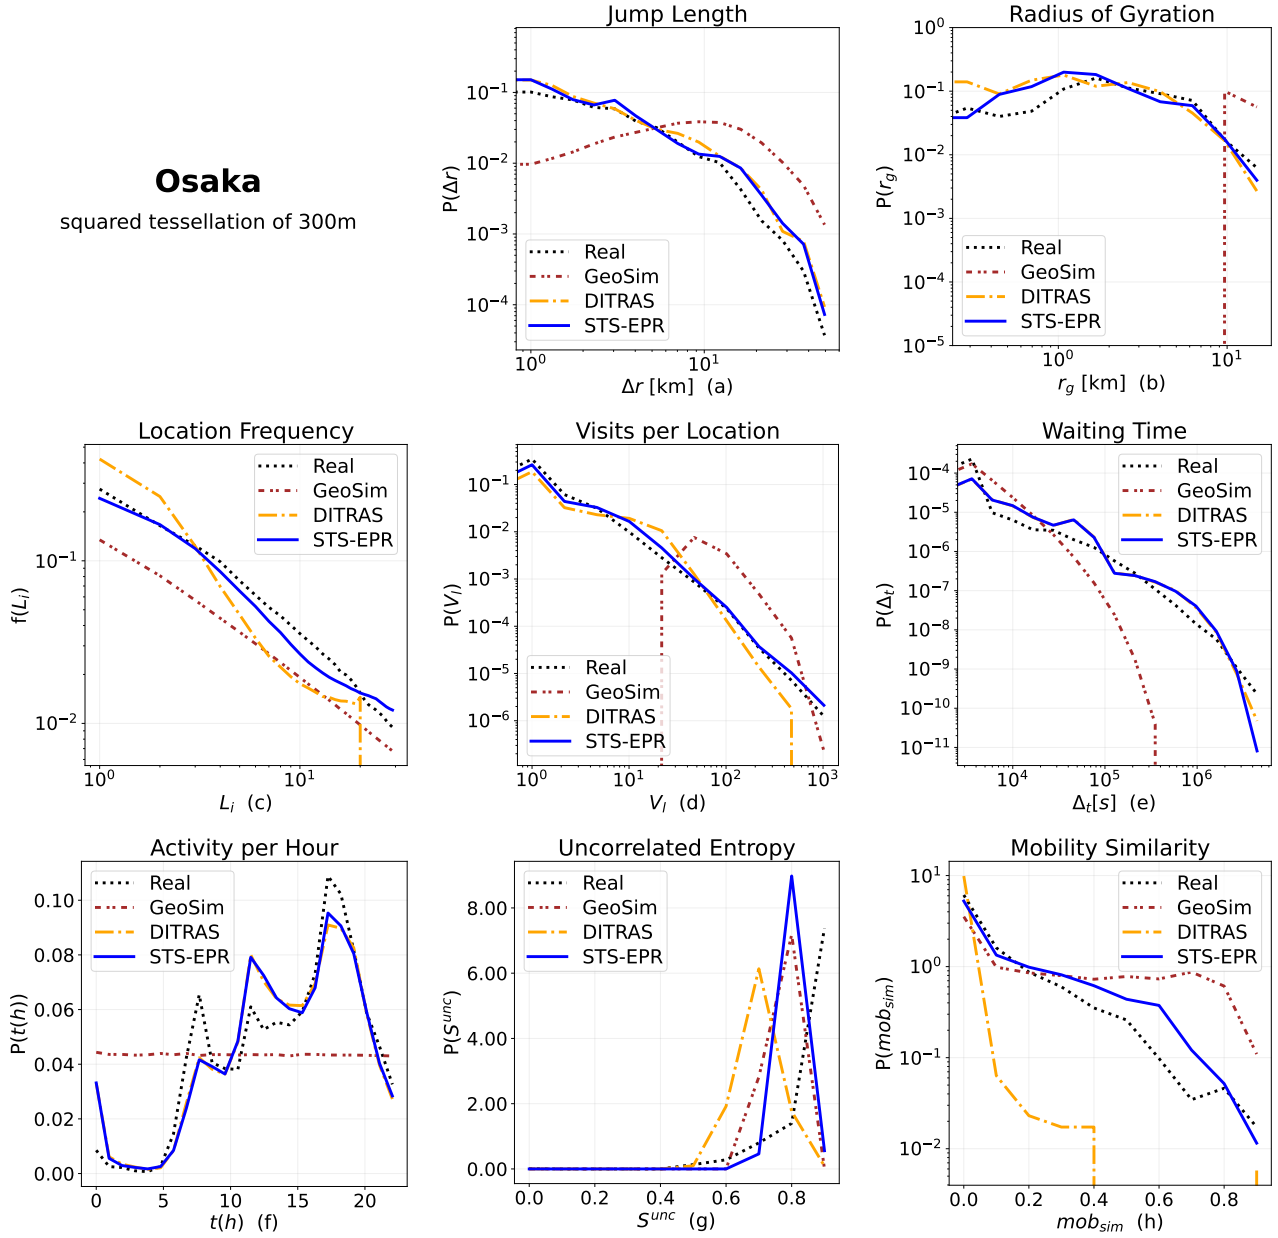 Osaka
squared tessellation of 300m
Jump Length
P(Δr)
10⁻¹
10⁻²
10⁻³
10⁻⁴
Real
GeoSim
DITRAS
STS-EPR
10⁰
10¹
Δr [km] (a)
Radius of Gyration
P(r_g)
10⁰
10⁻¹
10⁻²
10⁻³
10⁻⁴
10⁻⁵
Real
GeoSim
DITRAS
STS-EPR
10⁰
10¹
r_g [km] (b)
Location Frequency
f(L_i)
10⁻¹
10⁻²
Real
GeoSim
DITRAS
STS-EPR
10⁰
10¹
L_i (c)
Visits per Location
P(V_l)
10⁻¹
10⁻²
10⁻³
10⁻⁴
10⁻⁵
10⁻⁶
Real
GeoSim
DITRAS
STS-EPR
10⁰
10¹
10²
10³
V_l (d)
Waiting Time
P(Δ_t)
10⁻⁴
10⁻⁵
10⁻⁶
10⁻⁷
10⁻⁸
10⁻⁹
10⁻¹⁰
10⁻¹¹
Real
GeoSim
DITRAS
STS-EPR
10⁴
10⁵
10⁶
Δ_t[s] (e)
Activity per Hour
P(t(h))
0.10
0.08
0.06
0.04
0.02
0.00
Real
GeoSim
DITRAS
STS-EPR
0
5
10
15
20
t(h) (f)
Uncorrelated Entropy
P(S^unc)
8.00
6.00
4.00
2.00
0.00
Real
GeoSim
DITRAS
STS-EPR
0.0
0.2
0.4
0.6
0.8
S^unc (g)
Mobility Similarity
P(mob_sim)
10¹
10⁰
10⁻¹
10⁻²
Real
GeoSim
DITRAS
STS-EPR
0.0
0.2
0.4
0.6
0.8
mob_sim (h)